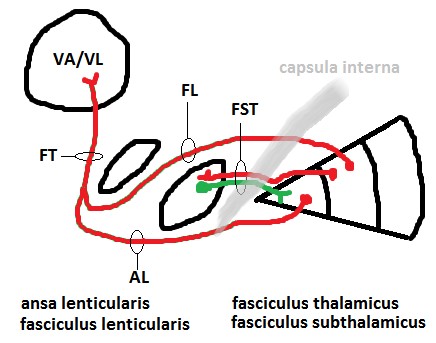 VA/VL
capsula interna
FL
FST
FT
AL
ansa lenticularis
fasciculus lenticularis
fasciculus thalamicus
fasciculus subthalamicus